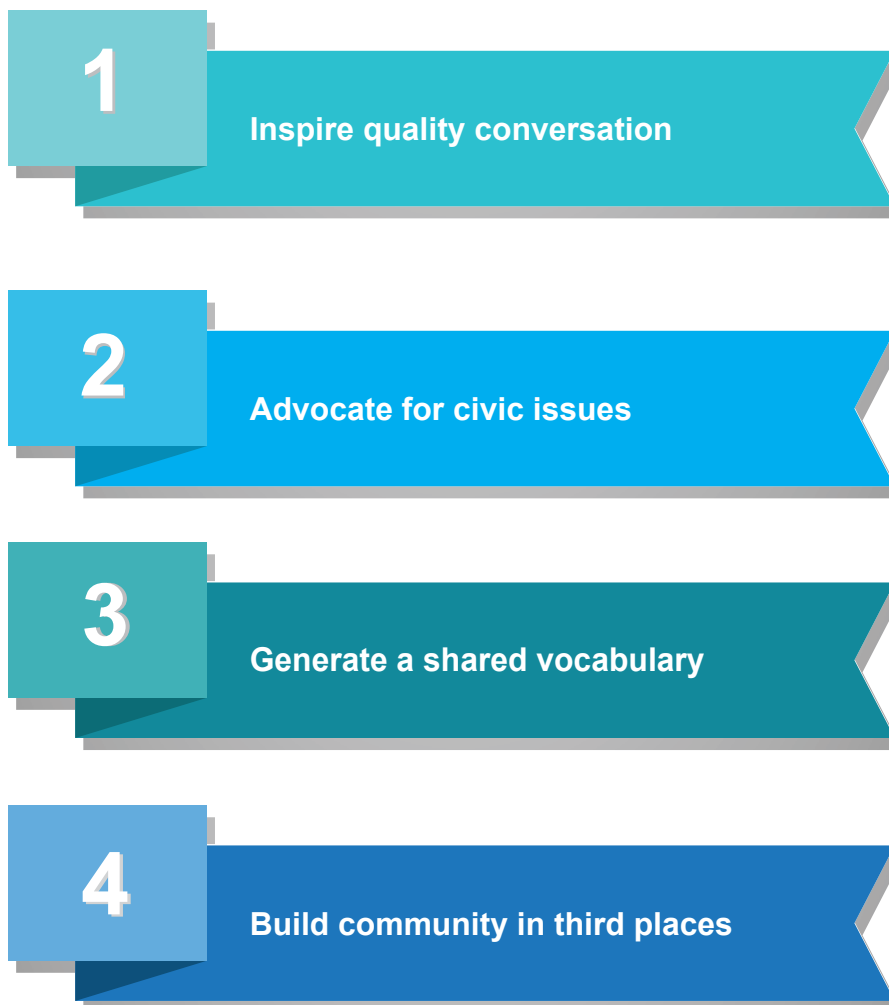 1
Inspire quality conversation
2
Advocate for civic issues
3
Generate a shared vocabulary
4
Build community in third places